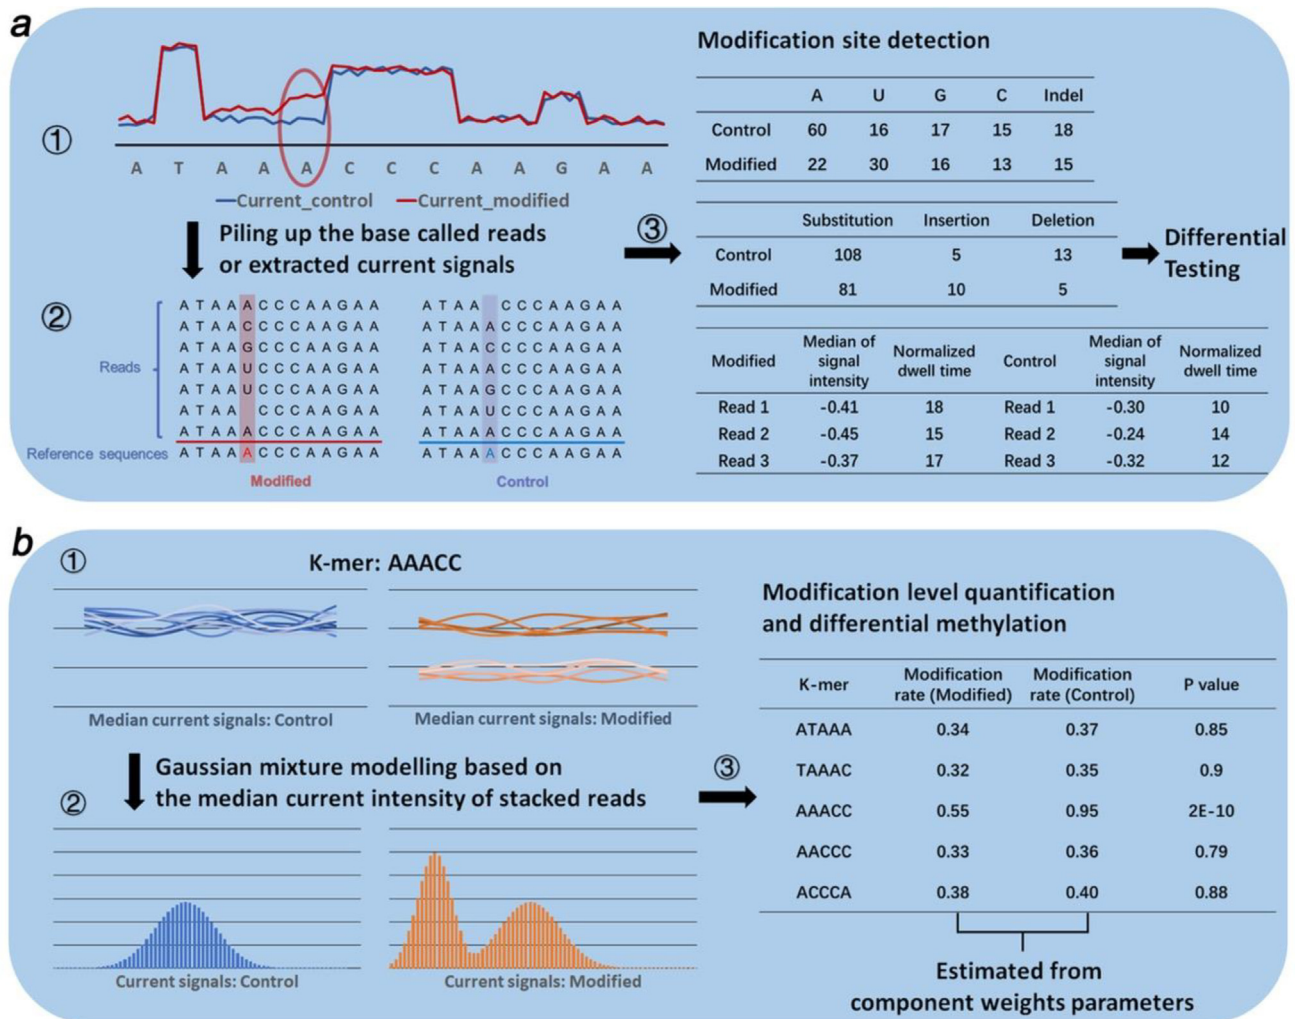 a
①
A T A A A C C C A A G A A
Current_control Current_modified
Piling up the base called reads
or extracted current signals
②
Reads
A T A A A C C C A A G A A
A T A A C C C C A A G A A
A T A A G C C C A A G A A
A T A A U C C C A A G A A
A T A A U C C C A A G A A
A T A A C C C A A G A A
A T A A A C C C A A G A A
Reference sequences A T A A A C C C A A G A A
Modified
A T A A C C C A A G A A
A T A A A C C C A A G A A
A T A A C C C C A A G A A
A T A A A C C C A A G A A
A T A A G C C C A A G A A
A T A A U C C C A A G A A
A T A A A C C C A A G A A
A T A A A C C C A A G A A
Control
③
Modification site detection
A U G C Indel
Control 60 16 17 15 18
Modified 22 30 16 13 15
Substitution Insertion Deletion
Control 108 5 13
Modified 81 10 5
Modified Median of signal intensity Normalized dwell time Control Median of signal intensity Normalized dwell time
Read 1 -0.41 18 Read 1 -0.30 10
Read 2 -0.45 15 Read 2 -0.24 14
Read 3 -0.37 17 Read 3 -0.32 12
Differential
Testing
b
①
K-mer: AAACC
Median current signals: Control
Median current signals: Modified
Gaussian mixture modelling based on
the median current intensity of stacked reads
②
Current signals: Control
Current signals: Modified
③
Modification level quantification
and differential methylation
K-mer Modification rate (Modified) Modification rate (Control) P value
ATAAA 0.34 0.37 0.85
TAAAC 0.32 0.35 0.9
AAACC 0.55 0.95 2E-10
AACCC 0.33 0.36 0.79
ACCCA 0.38 0.40 0.88
Estimated from
component weights parameters